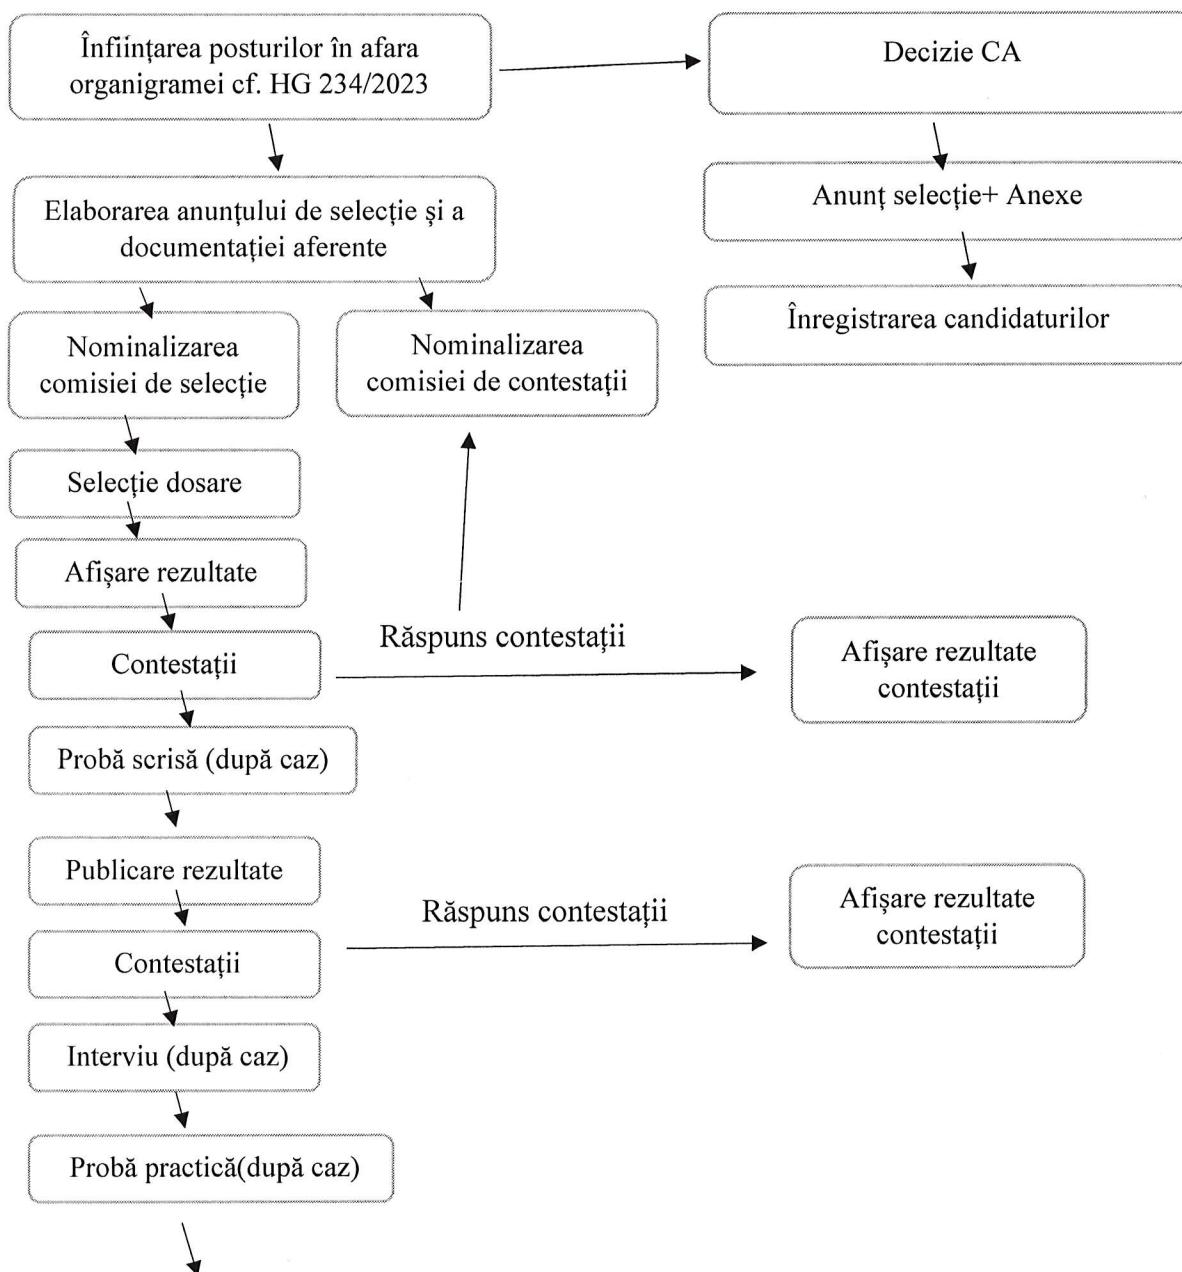 Înființarea posturilor în afara
organigramei cf. HG 234/2023
Decizie CA
Elaborarea anunțului de selecție și a
documentației aferente
Anunț selecție+ Anexe
Înregistrarea candidaturilor
Nominalizarea
comisiei de selecție
Nominalizarea
comisiei de contestații
Selecție dosare
Afișare rezultate
Contestații
Răspuns contestații
Afișare rezultate
contestații
Probă scrisă (după caz)
Publicare rezultate
Contestații
Răspuns contestații
Afișare rezultate
contestații
Interviu (după caz)
Probă practică(după caz)